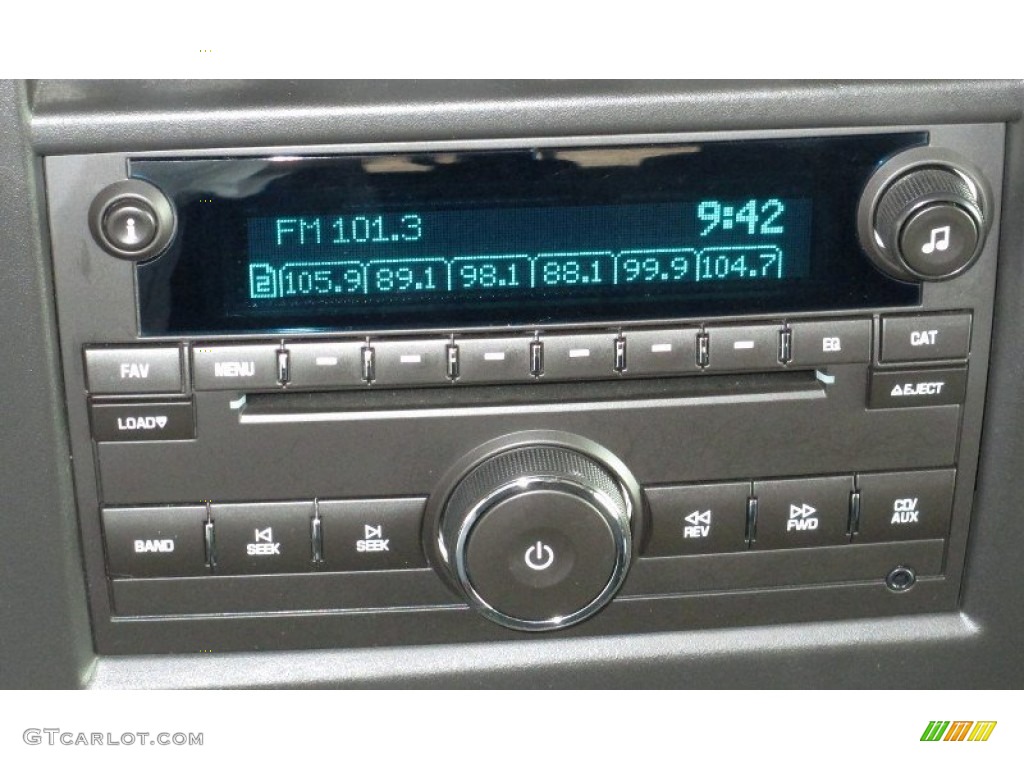 FM 101.3 9:42
2 105.9 89.1 98.1 88.1 99.9 104.7
FAV MENU EQ CAT
LOAD EJECT
BAND SEEK SEEK REV FWD CD/
AUX
GTCARLOT.COM